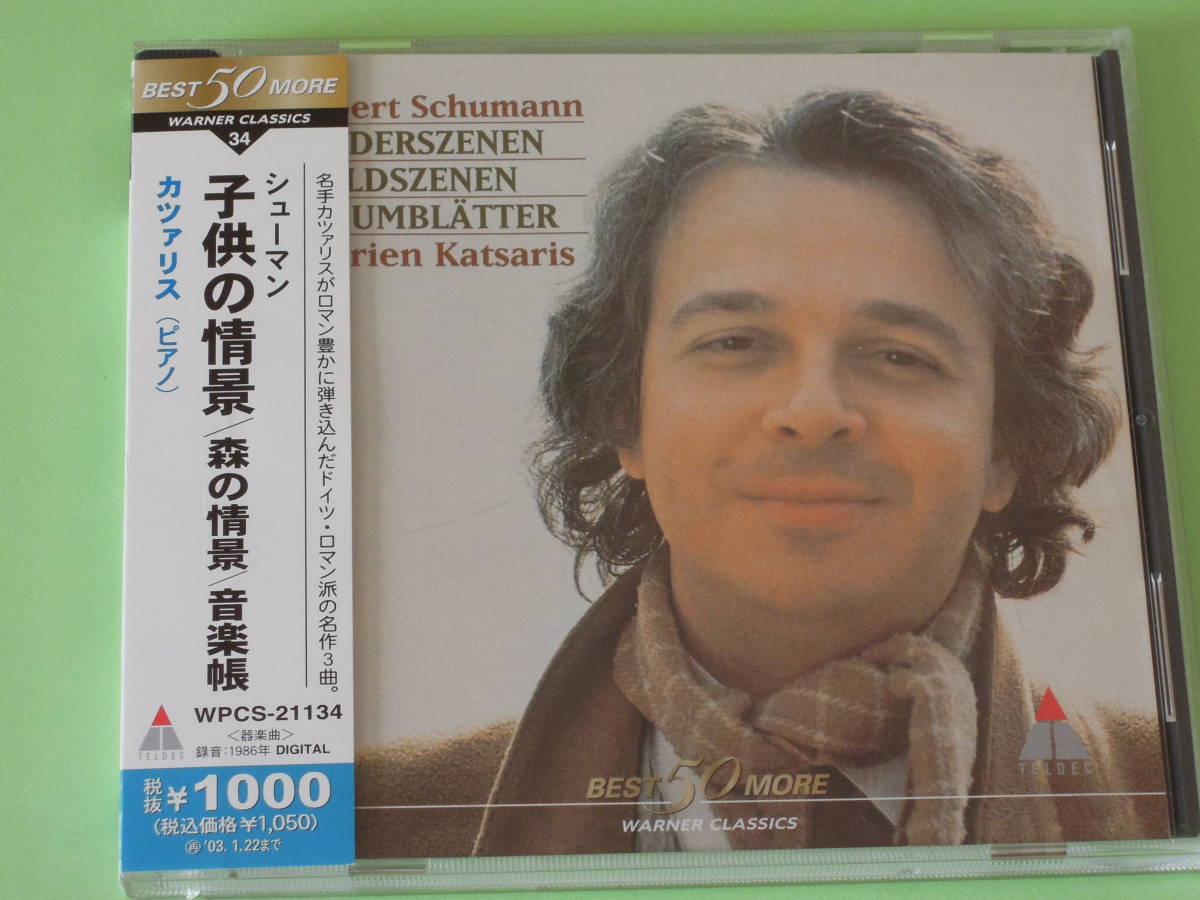 BEST 50 MORE
WARNER CLASSICS
34
名手カツァリスがロマン豊かに弾き込んだドイツ・ロマン派の名作3曲。
シューマン
子供の情景/森の情景/音楽帳
カツァリス(ピアノ)
WPCS-21134
<器楽曲>
録音:1986年 DIGITAL
TELDEC
税抜¥1000
(税込価格¥1,050)
再'03.1.22まで
ert Schumann
DERSZENEN
LDSZENEN
UMBLÄTTER
rien Katsaris
TELDEC
BEST 50 MORE
WARNER CLASSICS